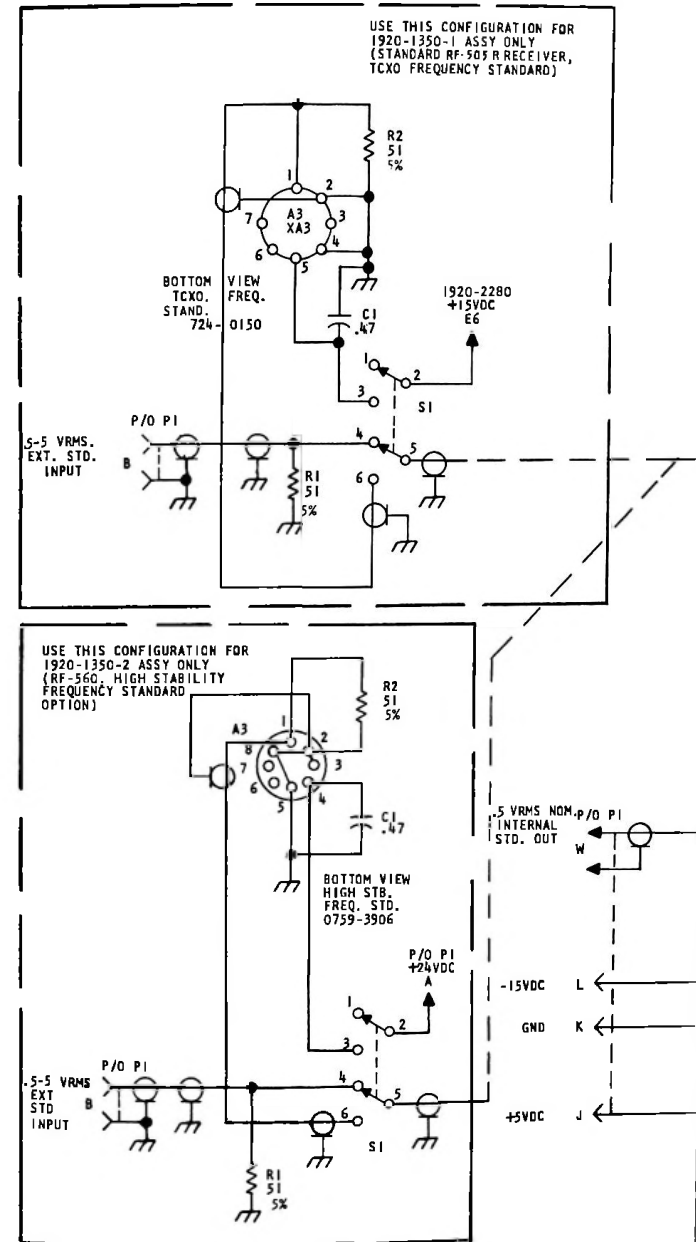 USE THIS CONFIGURATION FOR
1920-1350-1 ASSY ONLY
(STANDARD RF-505 R RECEIVER,
TCXO FREQUENCY STANDARD)
R2
51
5%
1
2
3
4
5
6
7
A3
XA3
BOTTOM VIEW
TCXO. FREQ.
STAND.
724-0150
C1
.47
1920-2280
+15VDC
E6
1
2
3
S1
4
5
6
P/O P1
.5-5 VRMS.
EXT. STD.
INPUT
B
R1
51
5%
USE THIS CONFIGURATION FOR
1920-1350-2 ASSY ONLY
(RF-560, HIGH STABILITY
FREQUENCY STANDARD
OPTION)
R2
51
5%
A3
1
2
3
4
5
6
7
8
C1
.47
BOTTOM VIEW
HIGH STB.
FREQ. STD.
0759-3906
P/O P1
+24VDC
A
1
2
3
4
5
6
S1
P/O P1
.5-5 VRMS
EXT
STD
INPUT
B
R1
51
5%
.5 VRMS NOM.
INTERNAL
STD. OUT
P/O P1
W
-15VDC L
GND K
+5VDC J